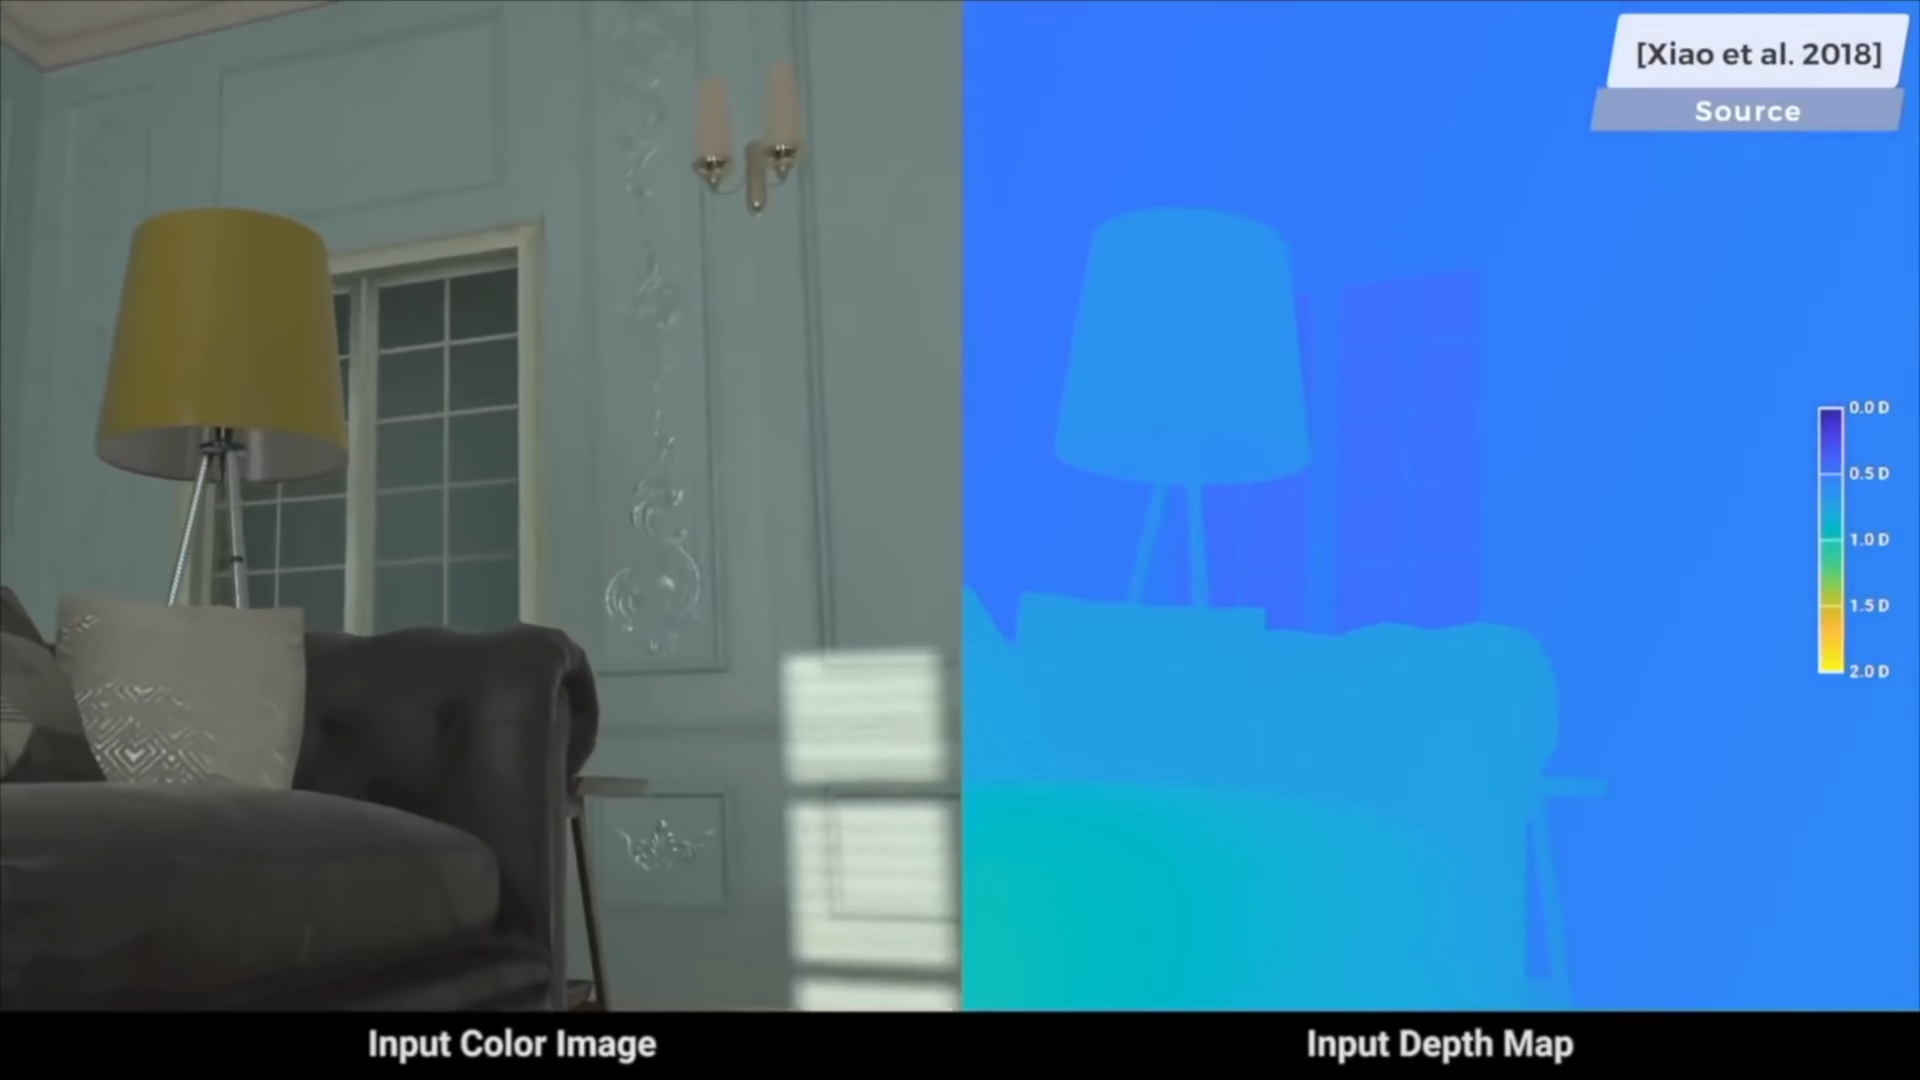 [Xiao et al. 2018]
Source
0.0 D
0.5 D
1.0 D
1.5 D
2.0 D
Input Color Image
Input Depth Map